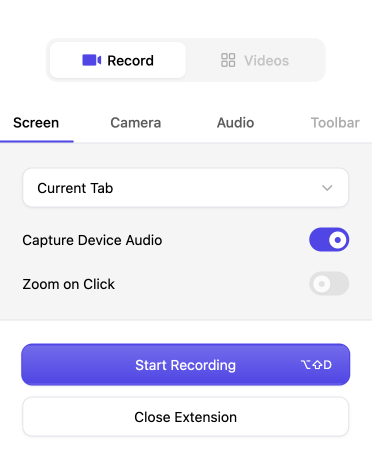 Record Videos
Screen Camera Audio Toolbar
Current Tab
Capture Device Audio
Zoom on Click
Start Recording ⌥⇧D
Close Extension